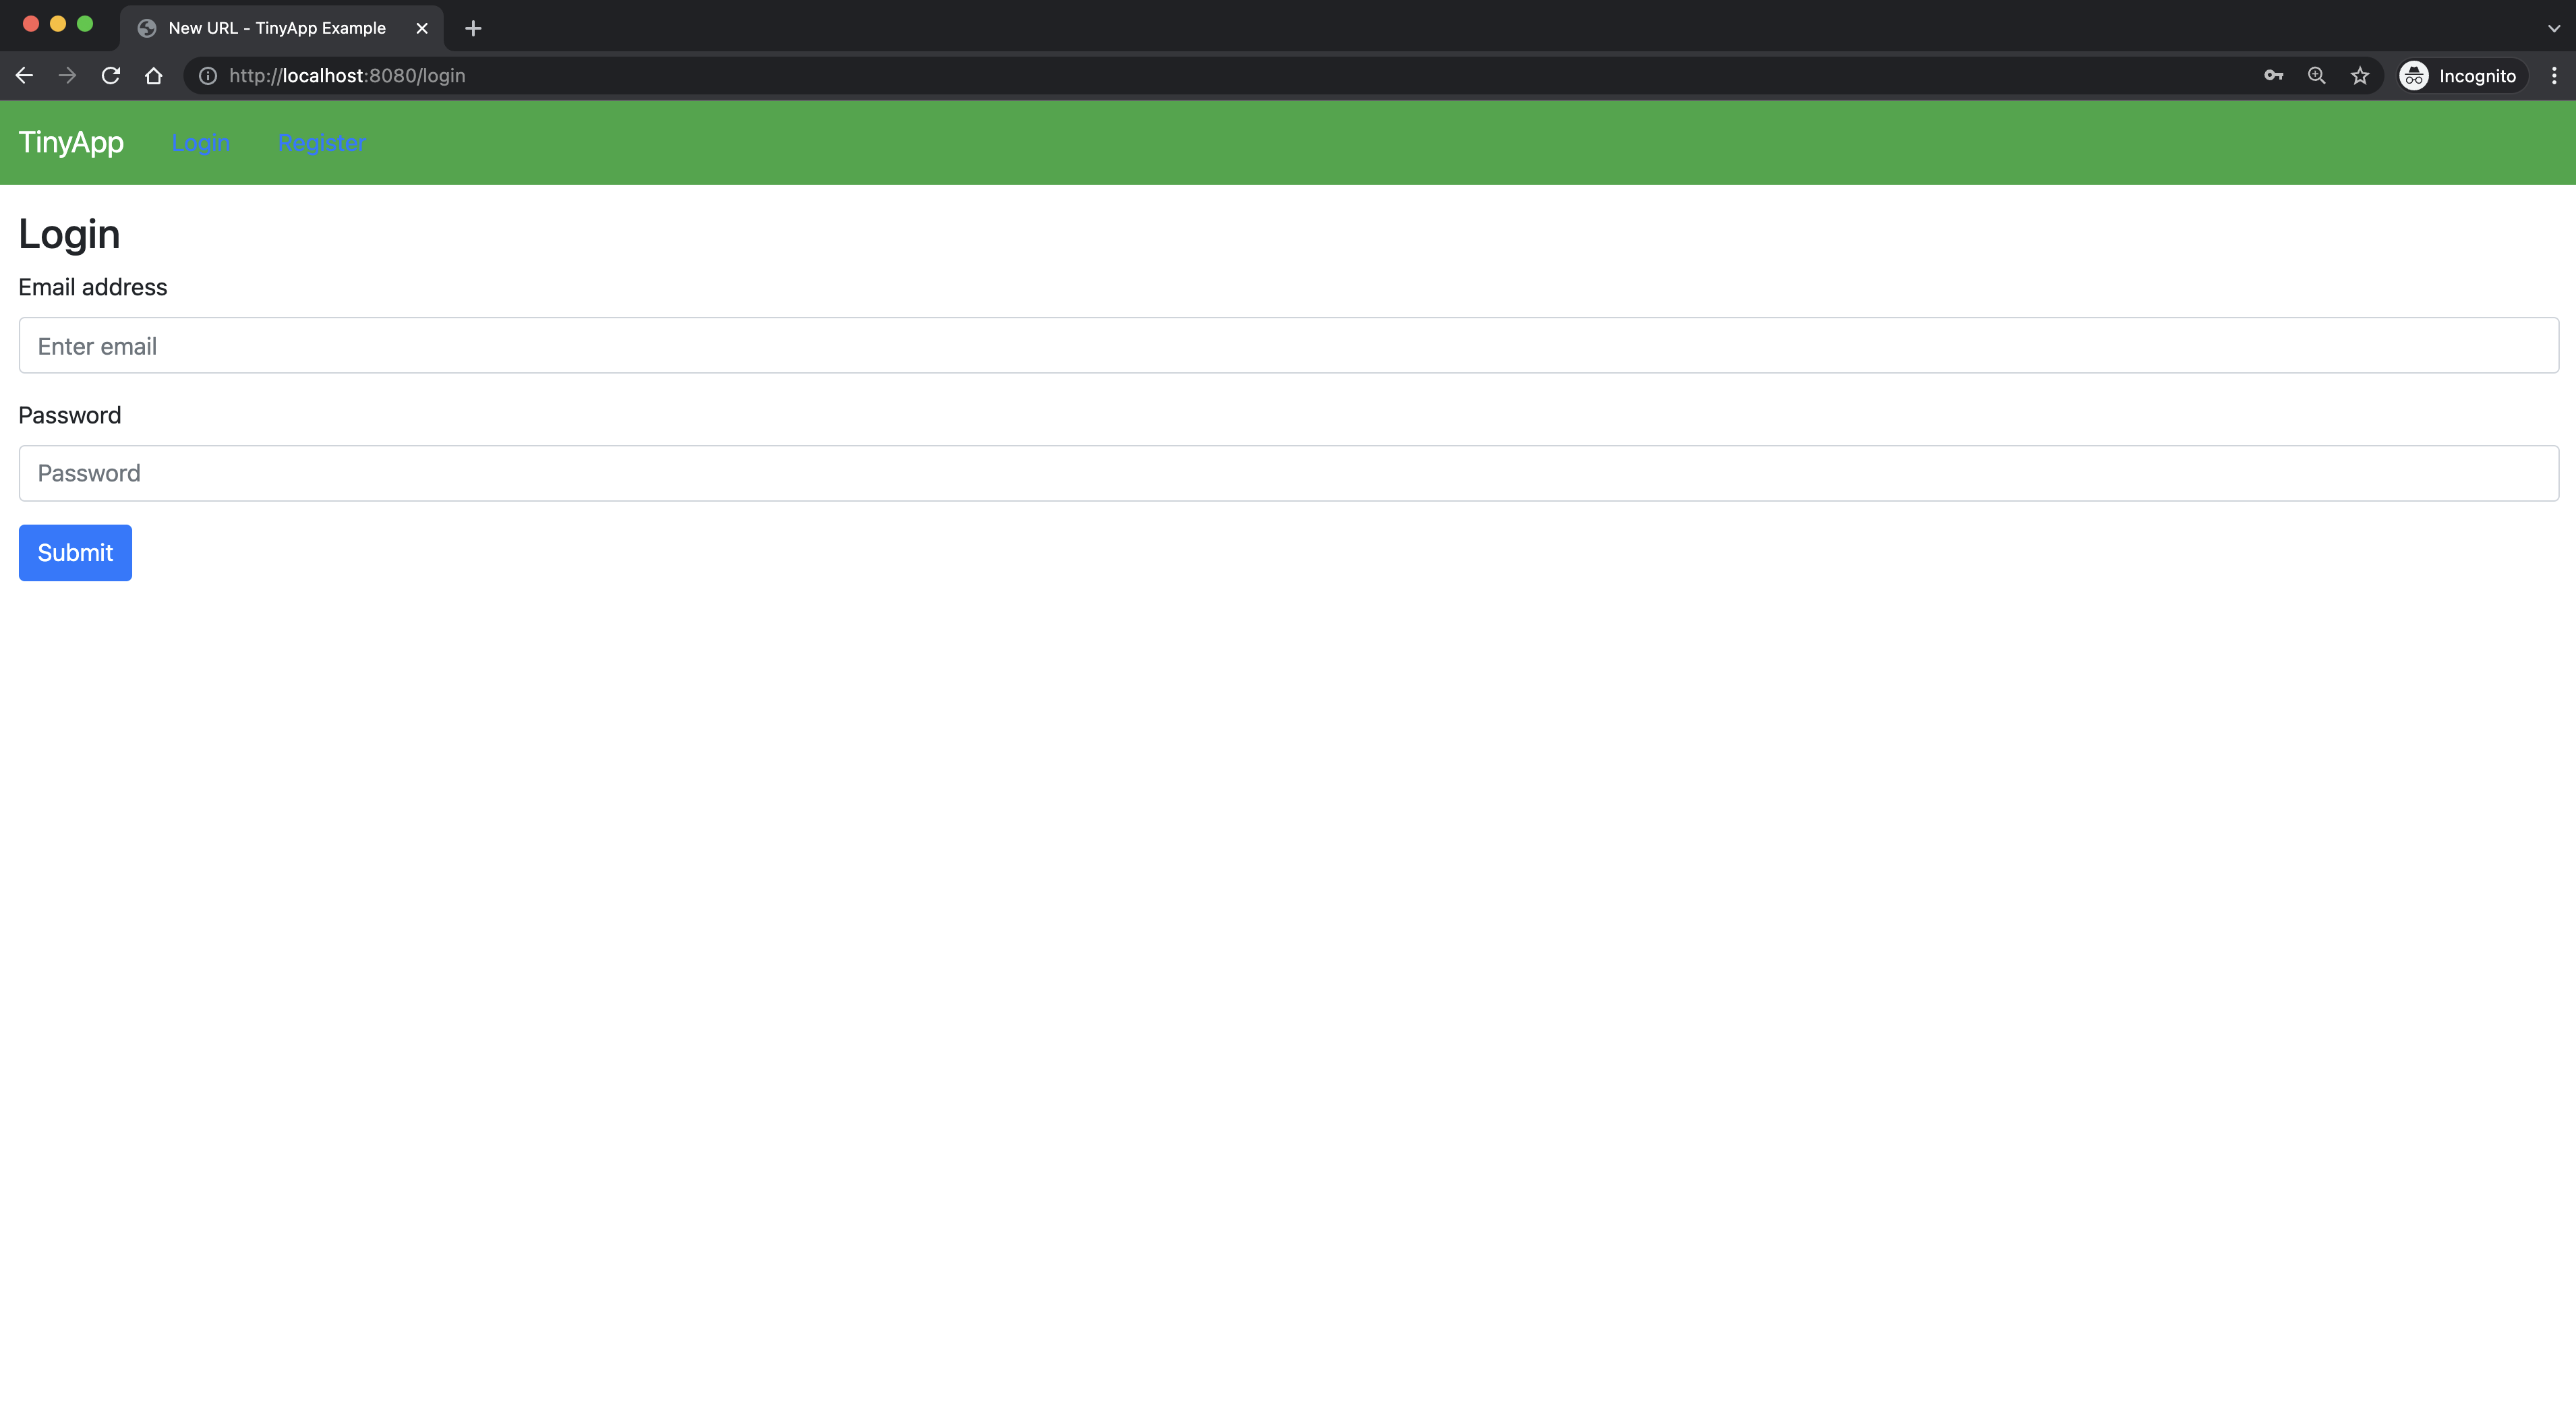 New URL - TinyApp Example
http://localhost:8080/login
Incognito
TinyApp Login Register
Login
Email address
Enter email
Password
Password
Submit